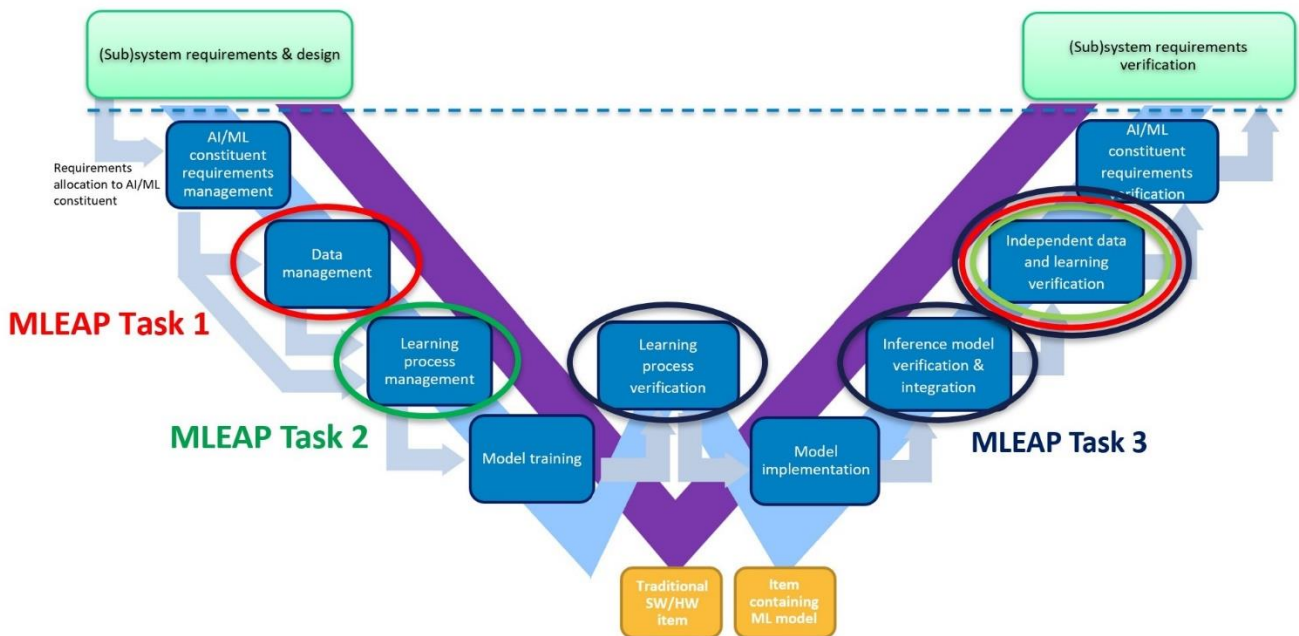 (Sub)system requirements & design
(Sub)system requirements
verification
AI/ML
constituent
requirements
management
AI/ML
constituent
requirements
verification
Requirements
allocation to AI/ML
constituent
Data
management
Independent data
and learning
verification
MLEAP Task 1
Learning
process
management
Learning
process
verification
Inference model
verification &
integration
MLEAP Task 2
MLEAP Task 3
Model training
Model
implementation
Traditional
SW/HW
item
Item
containing
ML model